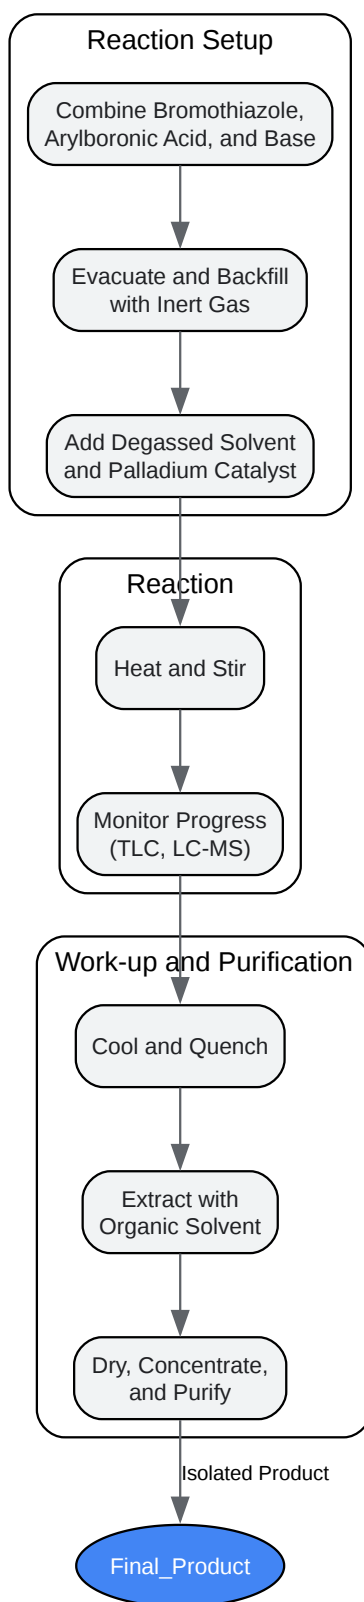 Reaction Setup
Combine Bromothiazole,
Arylboronic Acid, and Base
Evacuate and Backfill
with Inert Gas
Add Degassed Solvent
and Palladium Catalyst
Reaction
Heat and Stir
Monitor Progress
(TLC, LC-MS)
Work-up and Purification
Cool and Quench
Extract with
Organic Solvent
Dry, Concentrate,
and Purify
Isolated Product
Final_Product